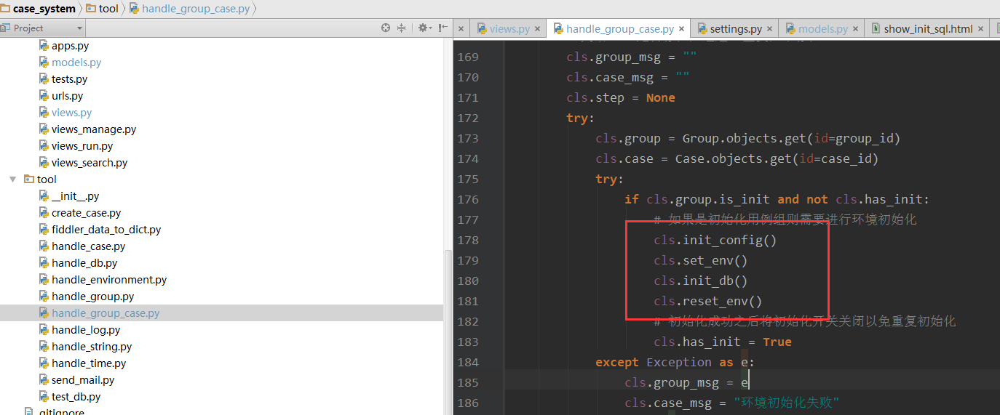 case_system tool handle_group_case.py
Project
views.py handle_group_case.py settings.py models.py show_init_sql.html
apps.py
models.py
tests.py
urls.py
views.py
views_manage.py
views_run.py
views_search.py
tool
__init__.py
create_case.py
fiddler_data_to_dict.py
handle_case.py
handle_db.py
handle_environment.py
handle_group.py
handle_group_case.py
handle_log.py
handle_string.py
handle_time.py
send_mail.py
test_db.py
.gitignore
169 cls.group_msg = ""
170 cls.case_msg = ""
171 cls.step = None
172 try:
173 cls.group = Group.objects.get(id=group_id)
174 cls.case = Case.objects.get(id=case_id)
175 try:
176 if cls.group.is_init and not cls.has_init:
177 # 如果是初始化用例组则需要进行环境初始化
178 cls.init_config()
179 cls.set_env()
180 cls.init_db()
181 cls.reset_env()
182 # 初始化成功之后将初始化开关关闭以免重复初始化
183 cls.has_init = True
184 except Exception as e:
185 cls.group_msg = e
186 cls.case_msg = "环境初始化失败"